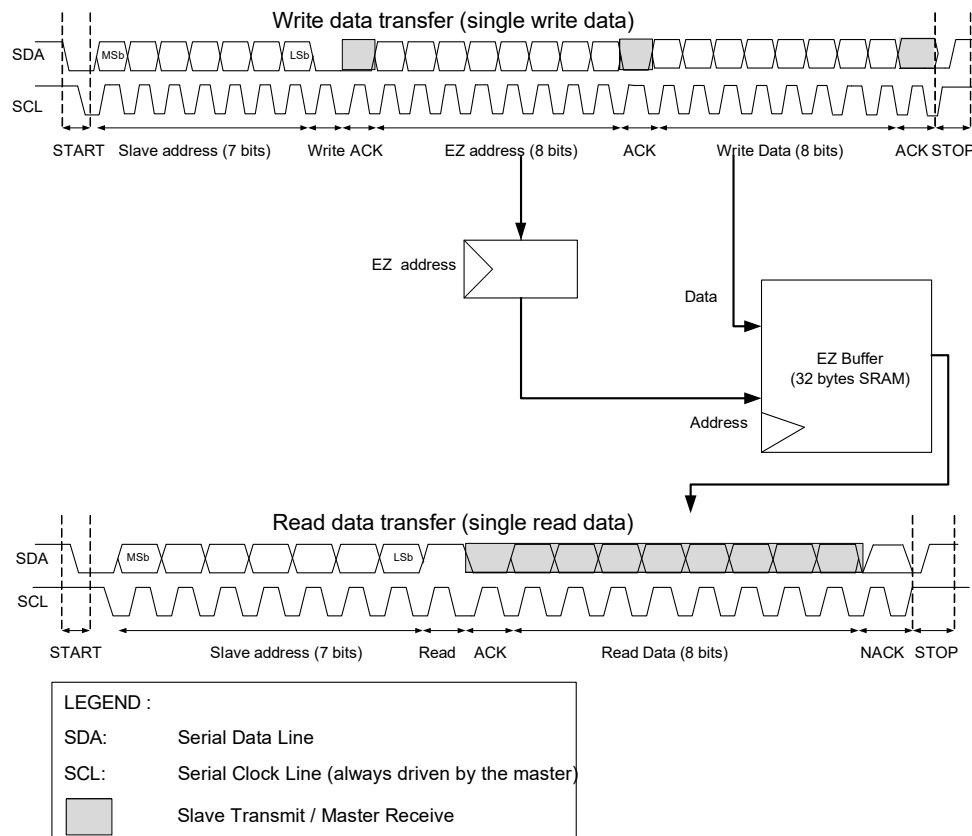 Write data transfer (single write data)
SDA MSb LSb
SCL
START Slave address (7 bits) Write ACK EZ address (8 bits) ACK Write Data (8 bits) ACK STOP
EZ address
Data
EZ Buffer
(32 bytes SRAM)
Address
Read data transfer (single read data)
SDA MSb LSb
SCL
START Slave address (7 bits) Read ACK Read Data (8 bits) NACK STOP
LEGEND :
SDA: Serial Data Line
SCL: Serial Clock Line (always driven by the master)
Slave Transmit / Master Receive